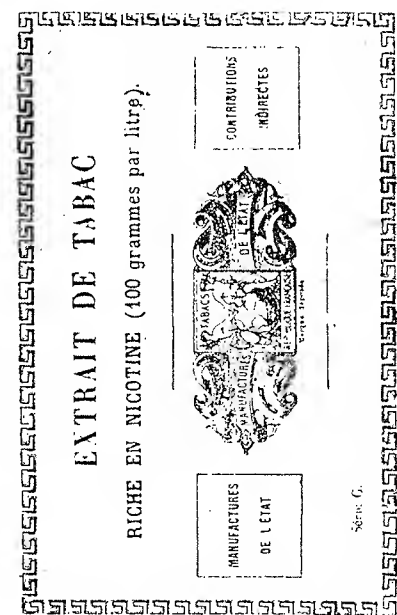 EXTRAIT DE TABAC
RICHE EN NICOTINE (100 grammes par litre).
MANUFACTURES
DE L'ETAT
MANUFACTURES
TABACS
DE L'ETAT
CONTRIBUTIONS
INDIRECTES
Série G.